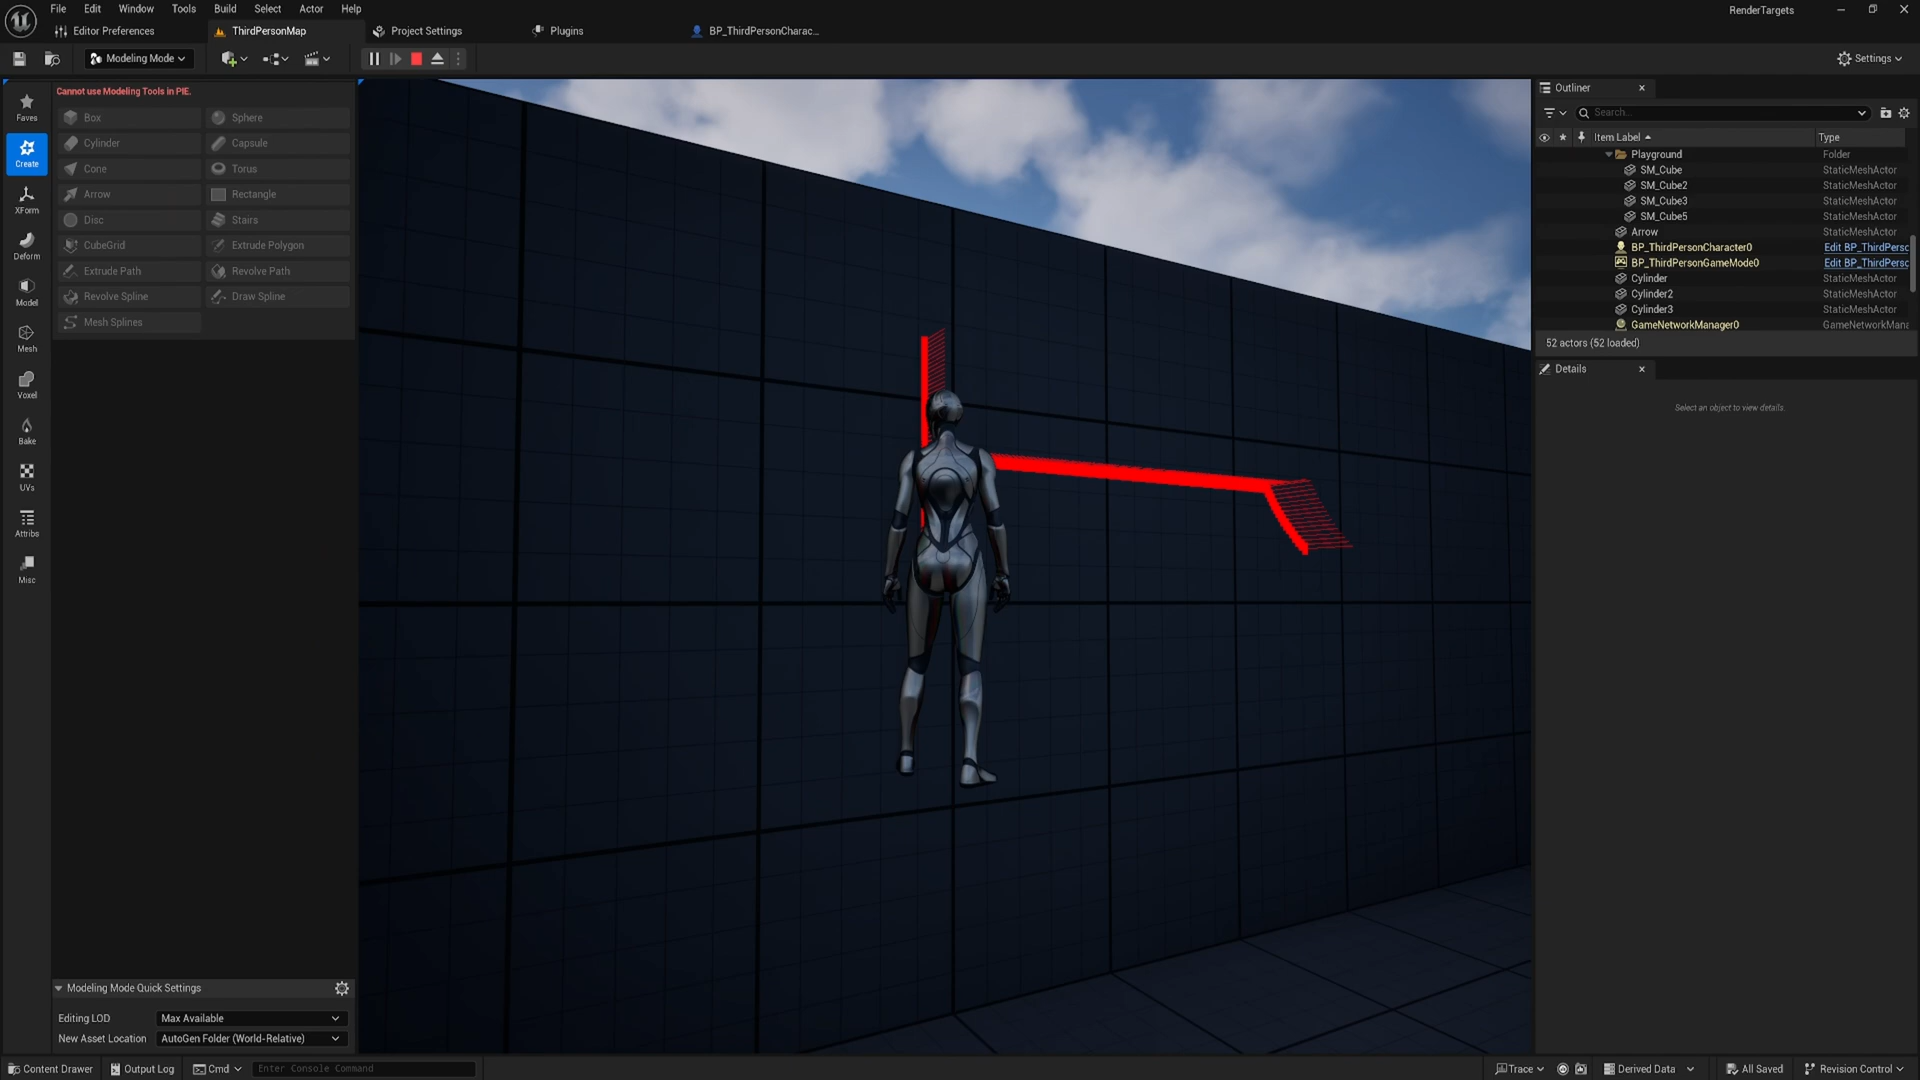 File Edit Window Tools Build Select Actor Help
RenderTargets
Editor Preferences
ThirdPersonMap
Project Settings
Plugins
BP_ThirdPersonCharac...
Modeling Mode
Settings
Cannot use Modeling Tools in PIE.
Faves
Create
XForm
Deform
Model
Mesh
Voxel
Bake
UVs
Attribs
Misc
Box
Sphere
Cylinder
Capsule
Cone
Torus
Arrow
Rectangle
Disc
Stairs
CubeGrid
Extrude Polygon
Extrude Path
Revolve Path
Revolve Spline
Draw Spline
Mesh Splines
Outliner
Search...
Item Label Type
Playground Folder
SM_Cube StaticMeshActor
SM_Cube2 StaticMeshActor
SM_Cube3 StaticMeshActor
SM_Cube5 StaticMeshActor
Arrow StaticMeshActor
BP_ThirdPersonCharacter0 Edit BP_ThirdPerso
BP_ThirdPersonGameMode0 Edit BP_ThirdPerso
Cylinder StaticMeshActor
Cylinder2 StaticMeshActor
Cylinder3 StaticMeshActor
GameNetworkManager0 GameNetworkMana
52 actors (52 loaded)
Details
Select an object to view details.
Modeling Mode Quick Settings
Editing LOD Max Available
New Asset Location AutoGen Folder (World-Relative)
Content Drawer
Output Log
Cmd
Enter Console Command
Trace
Derived Data
All Saved
Revision Control